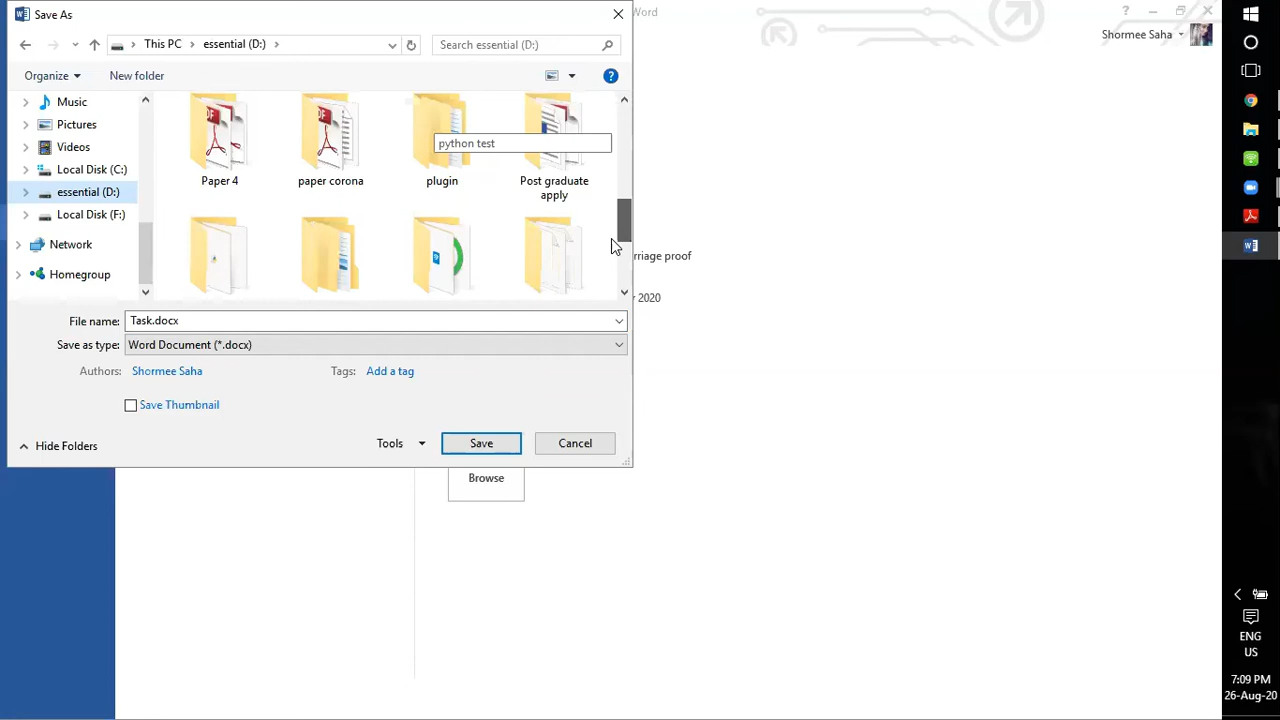 Save As
Word
?
Shormee Saha
This PC
essential (D:)
Search essential (D:)
Organize
New folder
?
Music
Pictures
Videos
Local Disk (C:)
essential (D:)
Local Disk (F:)
Network
Homegroup
python test
Paper 4
paper corona
plugin
Post graduate
apply
rriage proof
2020
File name:
Task.docx
Save as type:
Word Document (*.docx)
Authors:
Shormee Saha
Tags:
Add a tag
Save Thumbnail
Hide Folders
Tools
Save
Cancel
Browse
ENG
US
7:09 PM
26-Aug-20